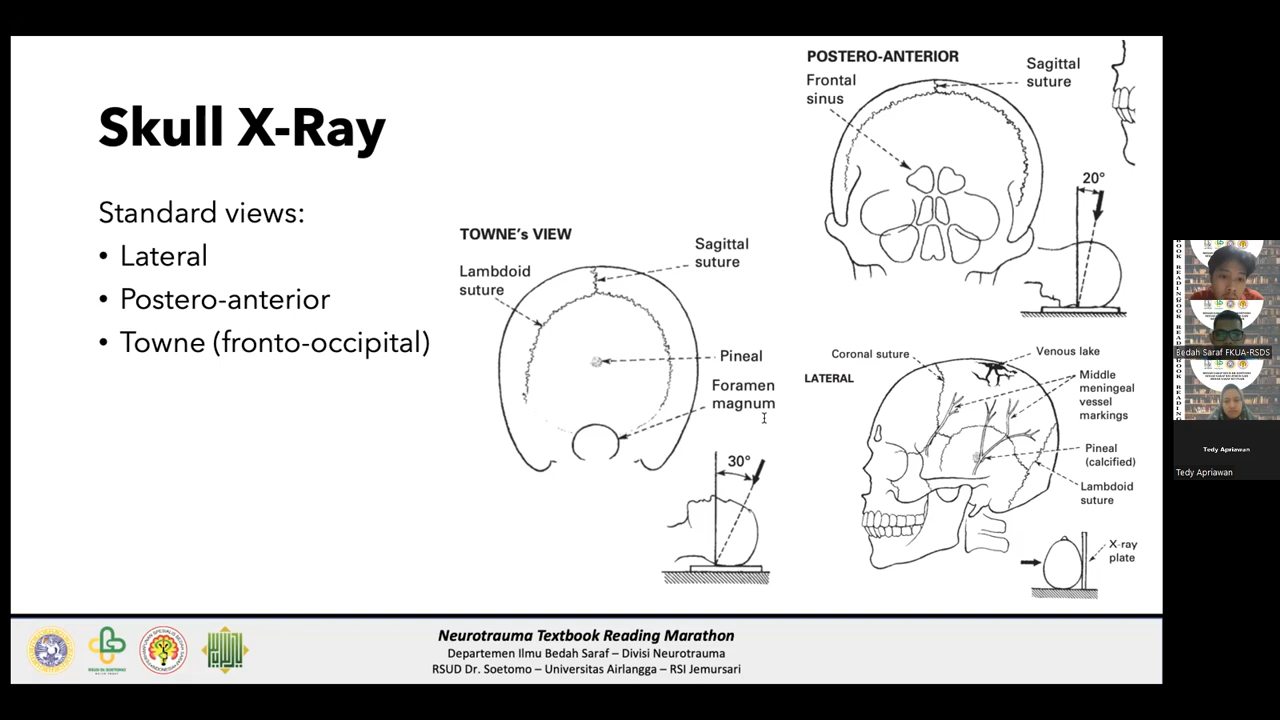 Skull X-Ray
Standard views:
• Lateral
• Postero-anterior
• Towne (fronto-occipital)
TOWNE's VIEW
Lambdoid
suture
Sagittal
suture
Pineal
Foramen
magnum
30°
POSTERO-ANTERIOR
Frontal
sinus
Sagittal
suture
20°
LATERAL
Coronal suture
Venous lake
Middle
meningeal
vessel
markings
Pineal
(calcified)
Lambdoid
suture
X-ray
plate
Neurotrauma Textbook Reading Marathon
Departemen Ilmu Bedah Saraf – Divisi Neurotrauma
RSUD Dr. Soetomo – Universitas Airlangga – RSI Jemursari
RSUD DR. SOETOMO
Bedah Saraf FKUA-RSDS
Tedy Apriawan
Tedy Apriawan